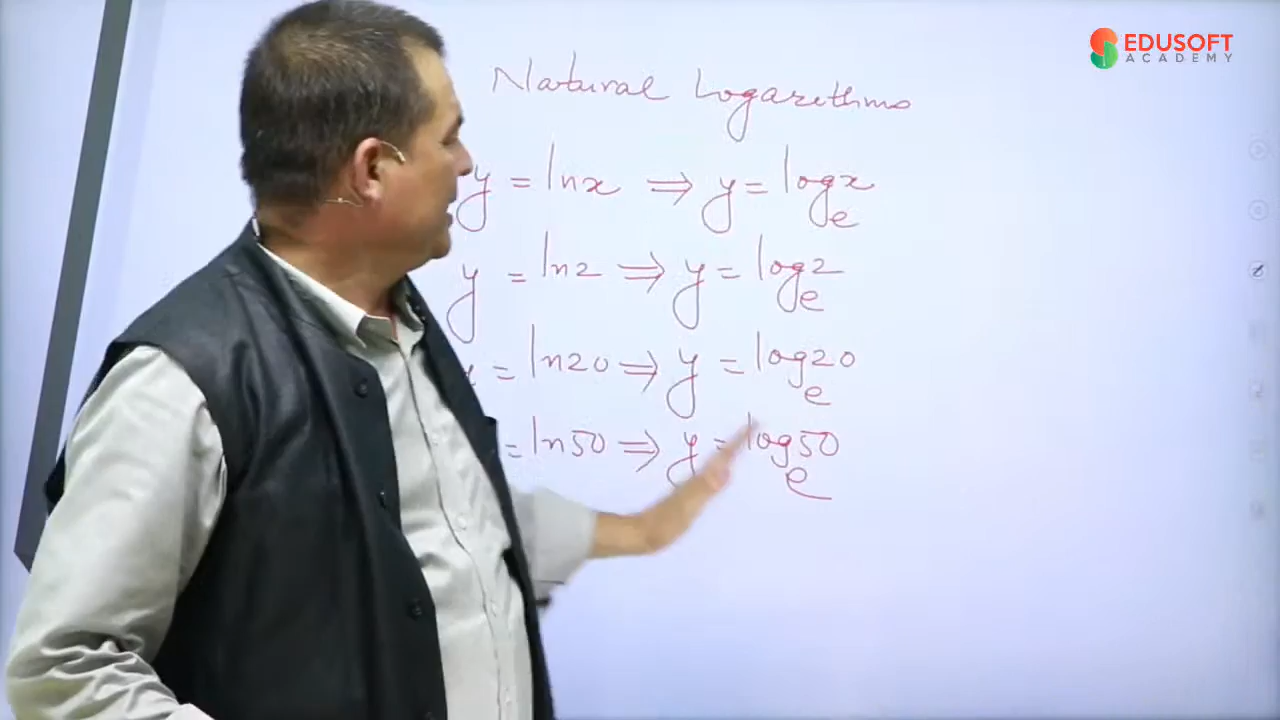 EDUSOFT
ACADEMY
Natural Logarithms
y = lnx ⇒ y = logₑx
y = ln2 ⇒ y = logₑ2
= ln20 ⇒ y = logₑ20
= ln50 ⇒ y = logₑ50